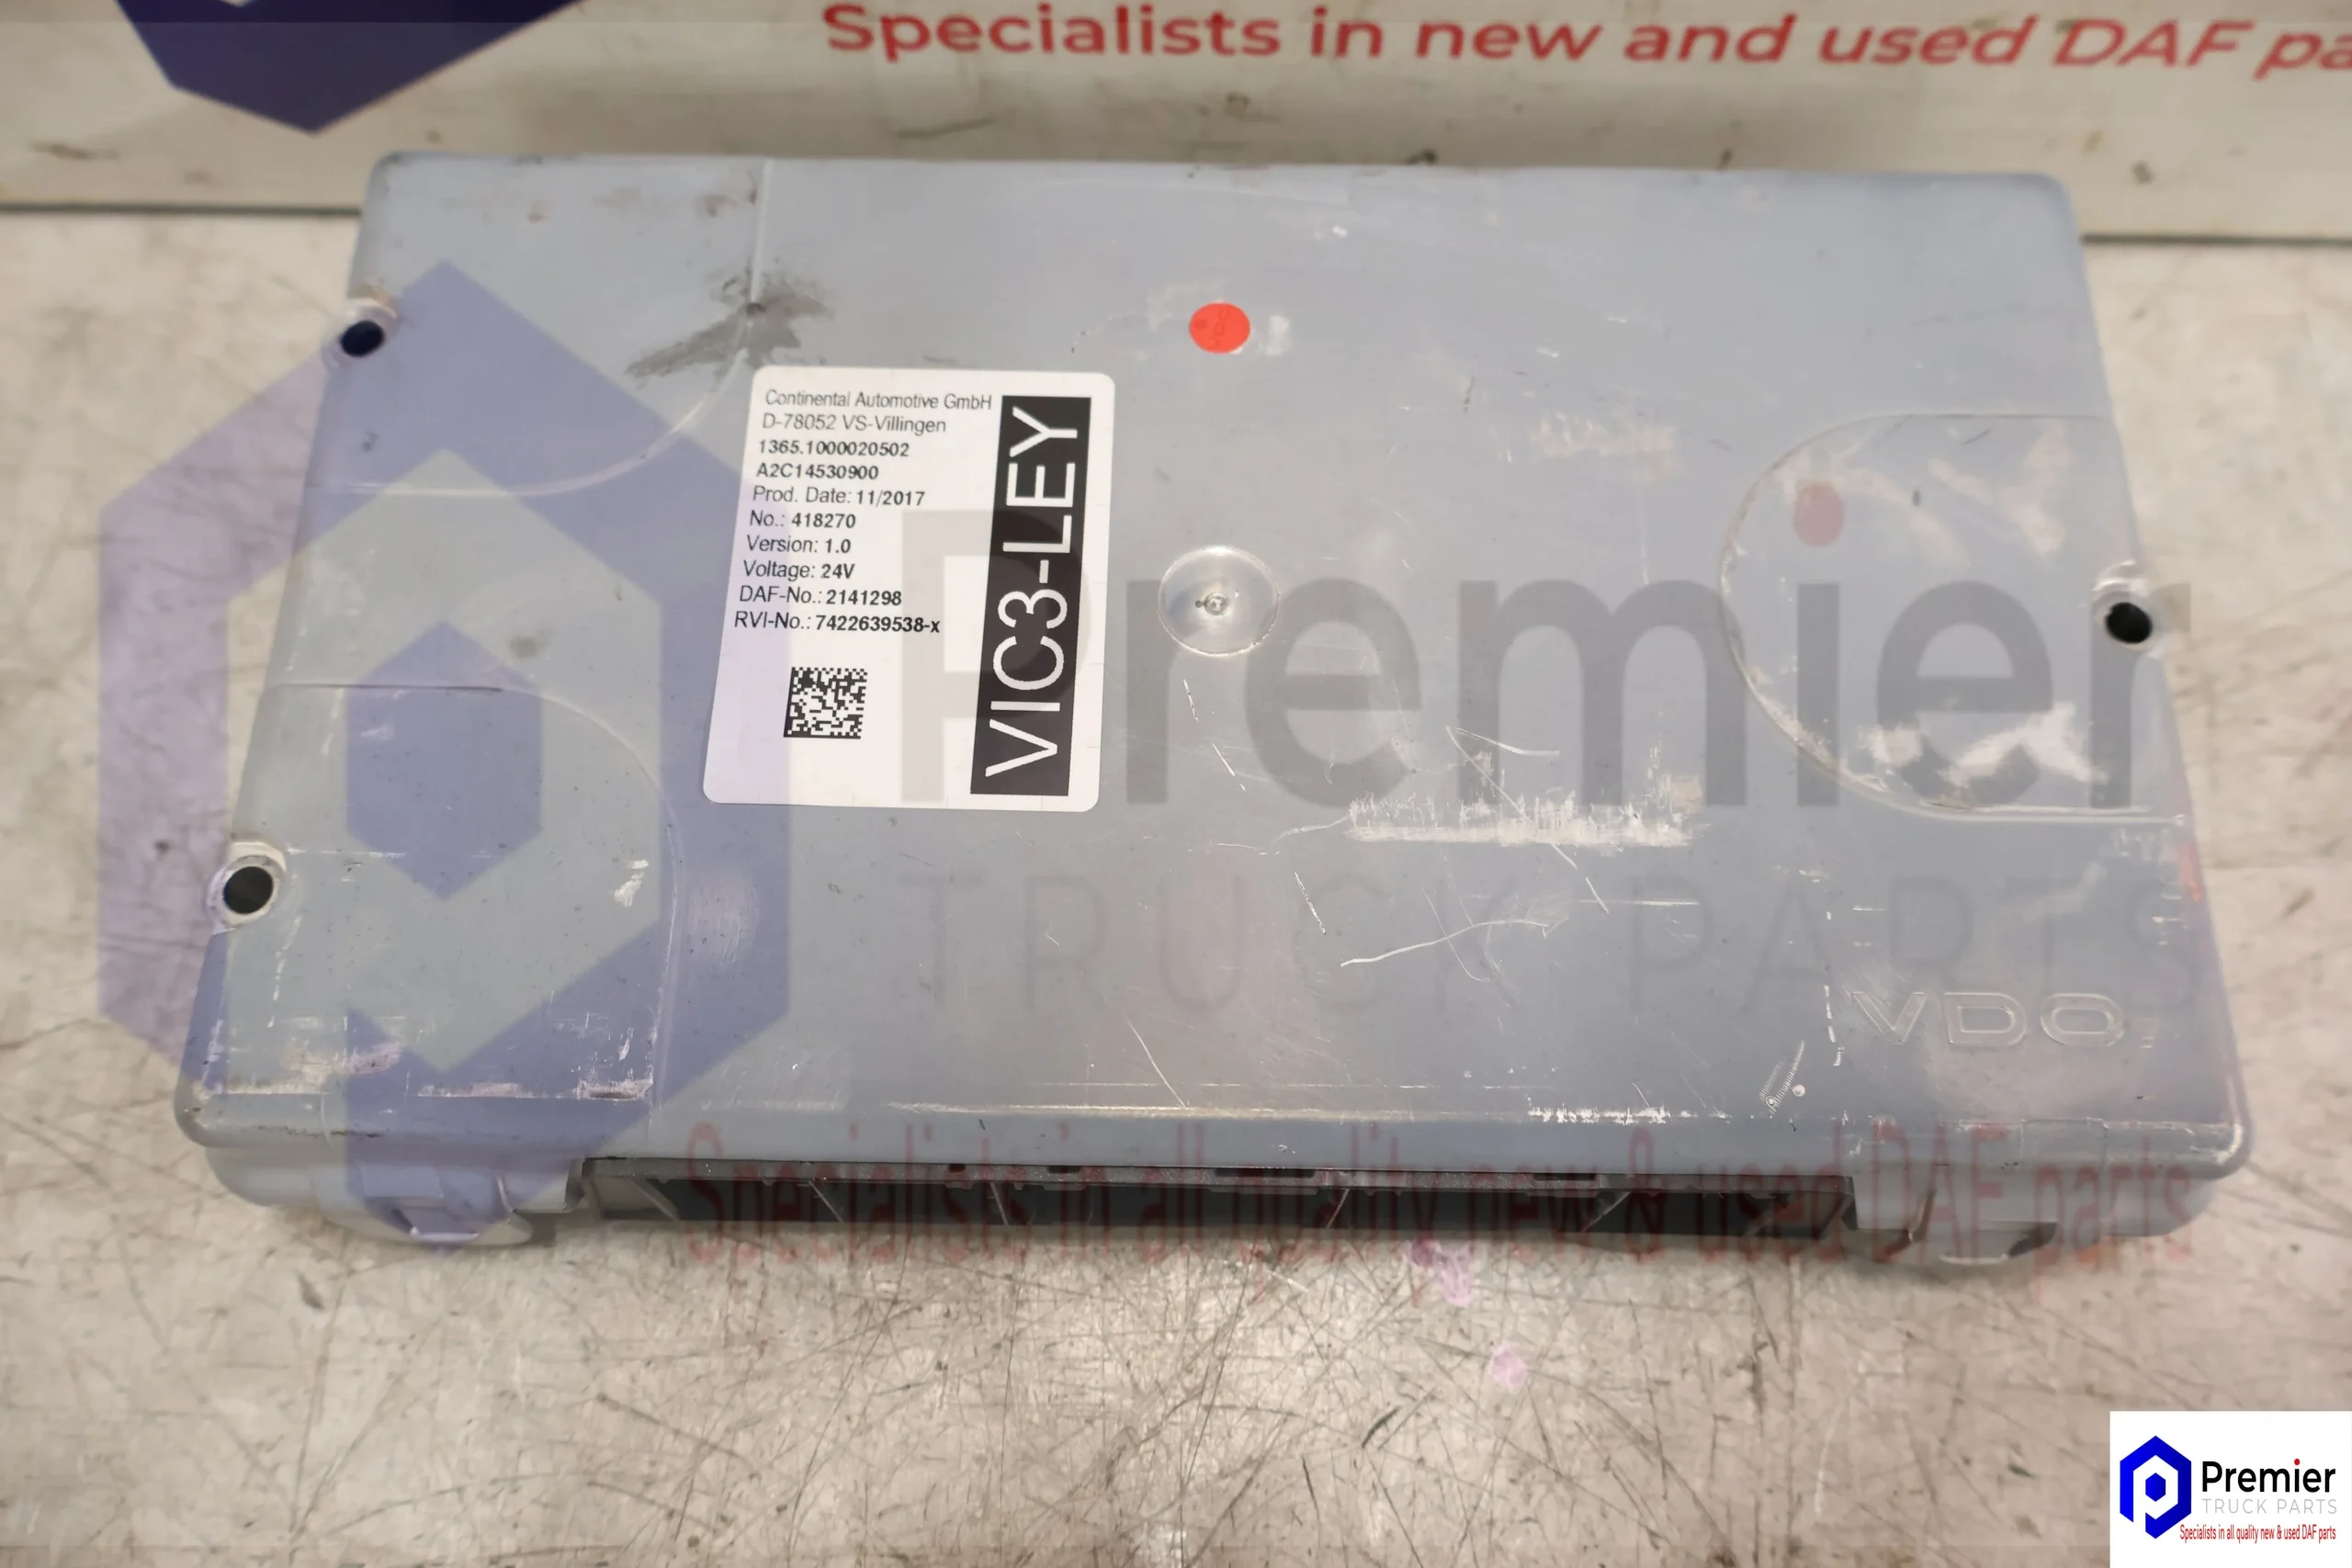 Specialists in new and used DAF pa
Continental Automotive GmbH
D-78052 VS-Villingen
1365.1000020502
A2C14530900
Prod. Date: 11/2017
No.: 418270
Version: 1.0
Voltage: 24V
DAF-No.: 2141298
RVI-No.: 7422639538-x
VIC3-LEY
Premier
TRUCK PARTS
VDO
Specialists in all quality new & used DAF parts
Premier
TRUCK PARTS
Specialists in all quality new & used DAF parts